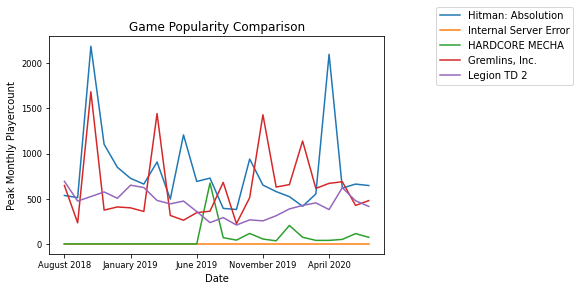 Game Popularity Comparison
Hitman: Absolution
Internal Server Error
HARDCORE MECHA
Gremlins, Inc.
Legion TD 2
Peak Monthly Playercount
2000
1500
1000
500
0
August 2018 January 2019 June 2019 November 2019 April 2020
Date